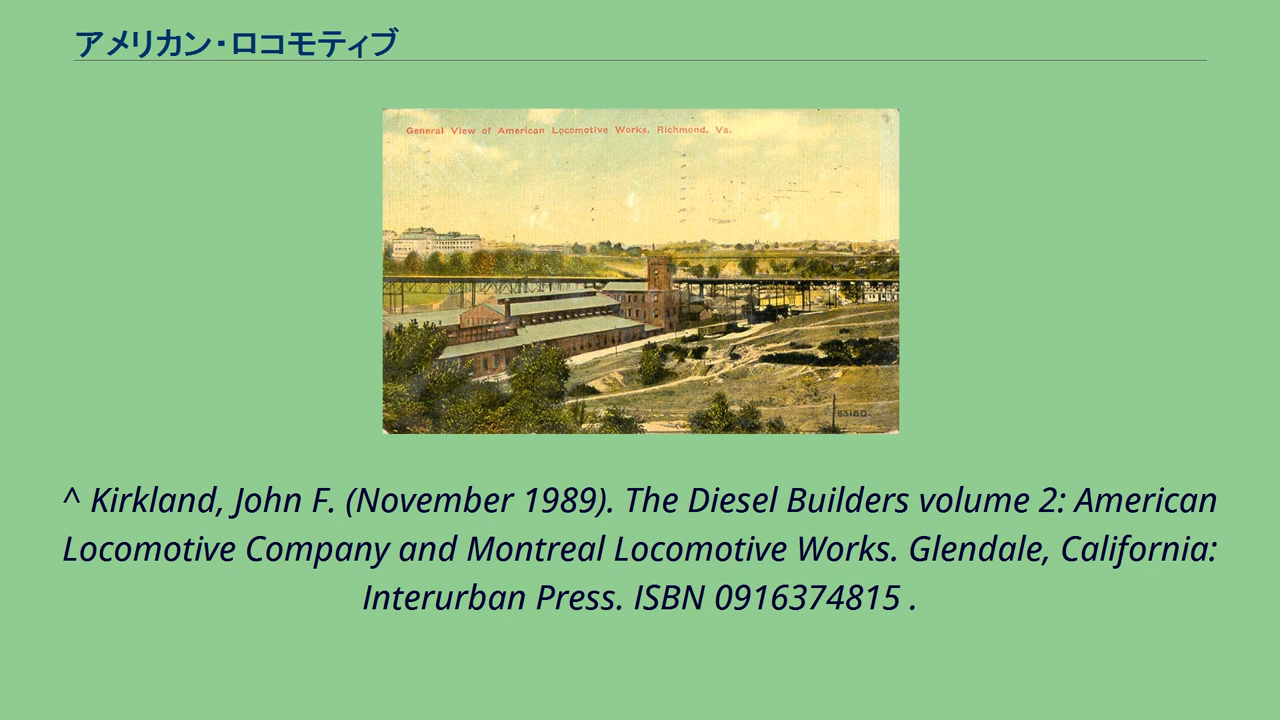 アメリカン・ロコモティブ
General View of American Locomotive Works, Richmond, Va.
63180
^ Kirkland, John F. (November 1989). The Diesel Builders volume 2: American
Locomotive Company and Montreal Locomotive Works. Glendale, California:
Interurban Press. ISBN 0916374815 .